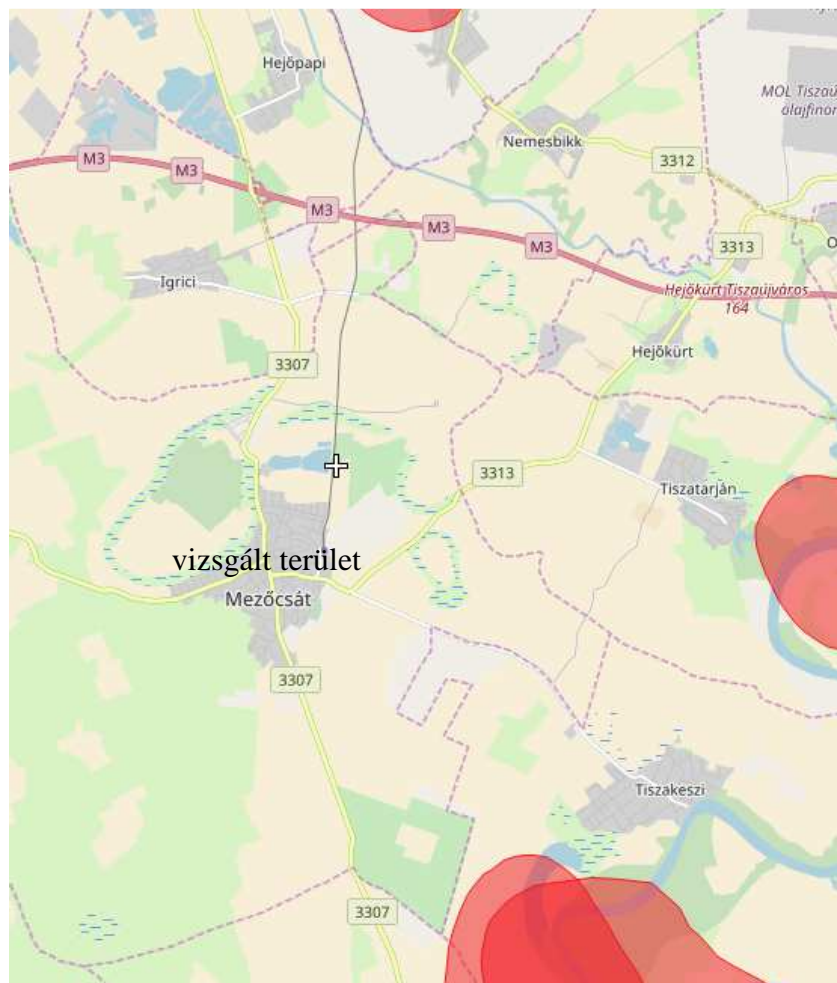 Hejőpapi
MOL Tiszaú
olajfinor
Nemesbikk
M3
3312
M3
M3
M3
3313
M3
O
Igrici
Hejőkürt Tiszaújváros
164
Hejőkürt
3307
3313
Tiszatarján
vizsgált terület
Mezőcsát
3307
Tiszakeszi
3307